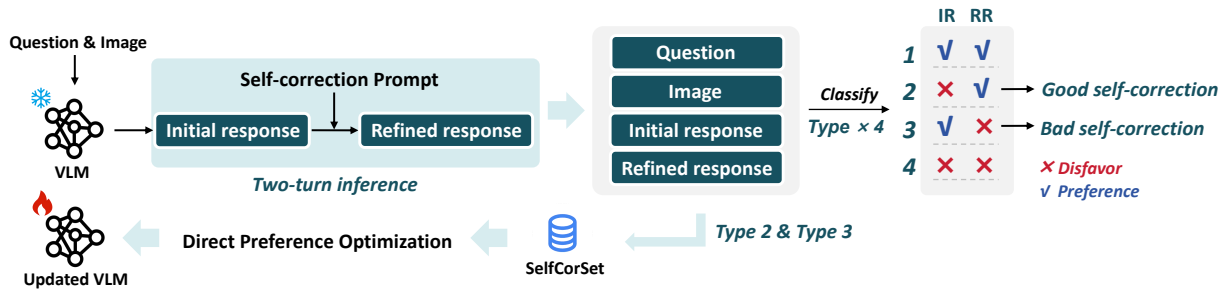 Question & Image
VLM
Self-correction Prompt
Initial response
Refined response
Two-turn inference
Question
Image
Initial response
Refined response
Classify
Type × 4
IR RR
1 √ √
2 × √
Good self-correction
3 √ ×
Bad self-correction
4 × ×
× Disfavor
√ Preference
Type 2 & Type 3
SelfCorSet
Direct Preference Optimization
Updated VLM